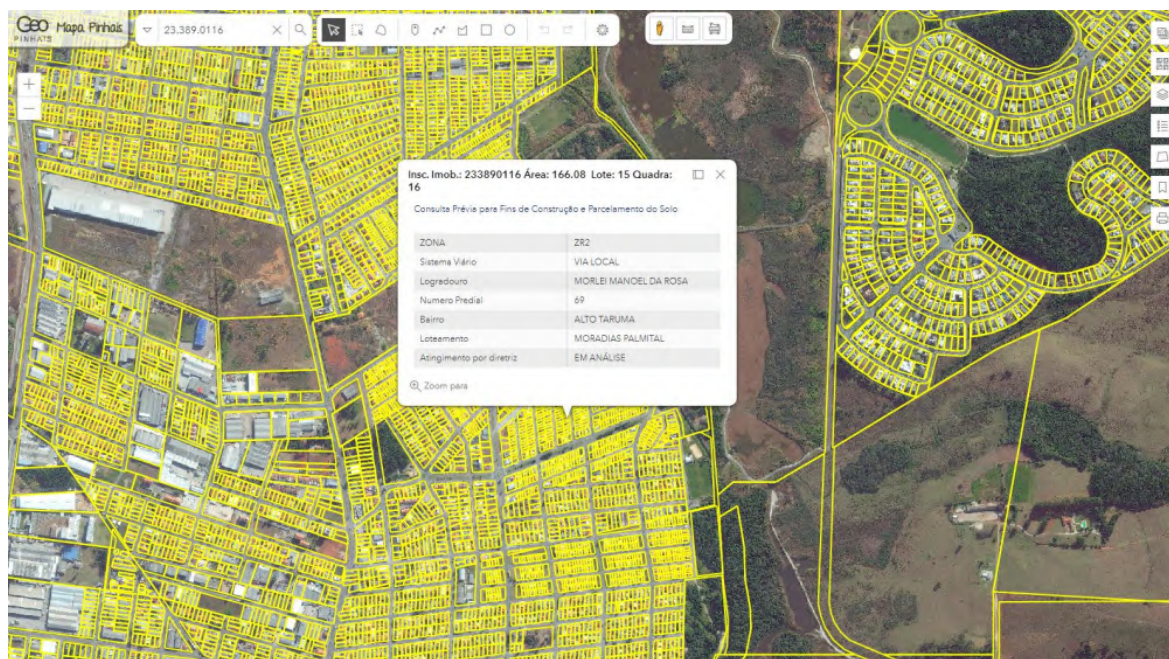 GEO Mapa Pinhais
PINHAIS
23.389.0116
Insc. Imob.: 233890116 Área: 166.08 Lote: 15 Quadra:
16
Consulta Prévia para Fins de Construção e Parcelamento do Solo
ZONA ZR2
Sistema Viário VIA LOCAL
Logradouro MORLEI MANOEL DA ROSA
Numero Predial 69
Bairro ALTO TARUMA
Loteamento MORADIAS PALMITAL
Atingimento por diretriz EM ANÁLISE
Zoom para